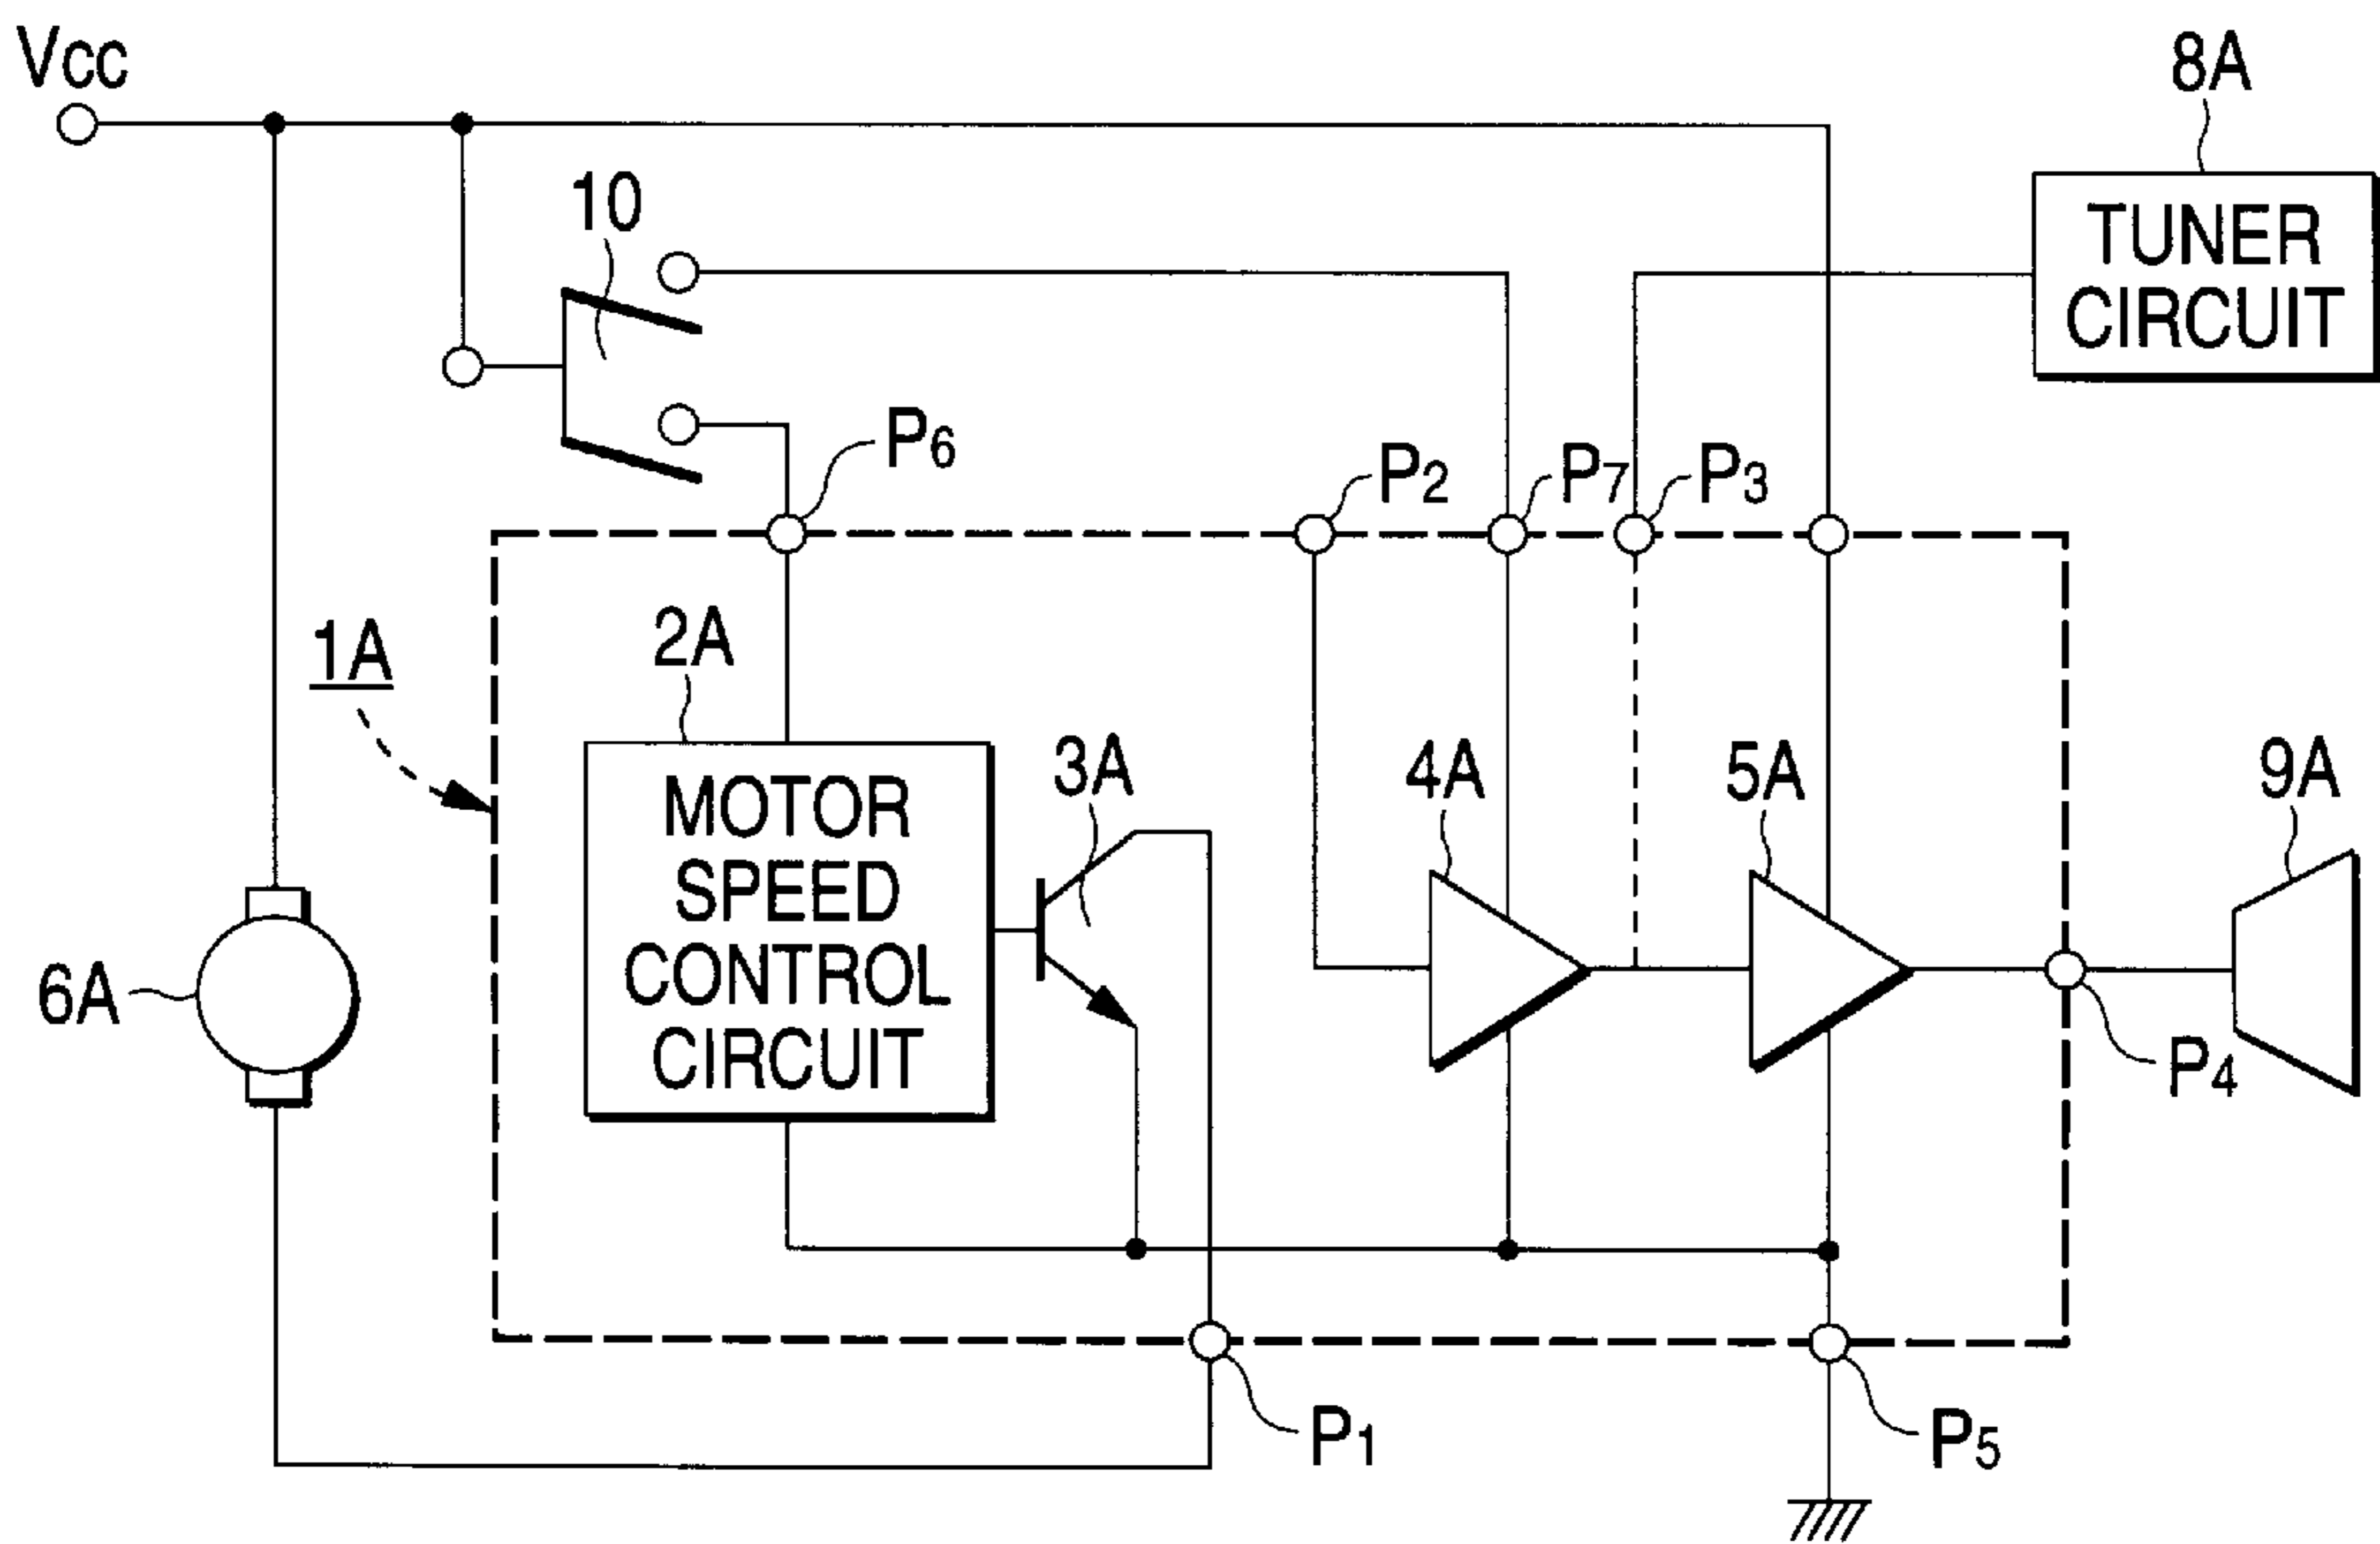 Vcc
8A
TUNER
CIRCUIT
10
P6
P2
P7
P3
1A
2A
3A
4A
5A
9A
MOTOR
SPEED
CONTROL
CIRCUIT
6A
P4
P1
P5